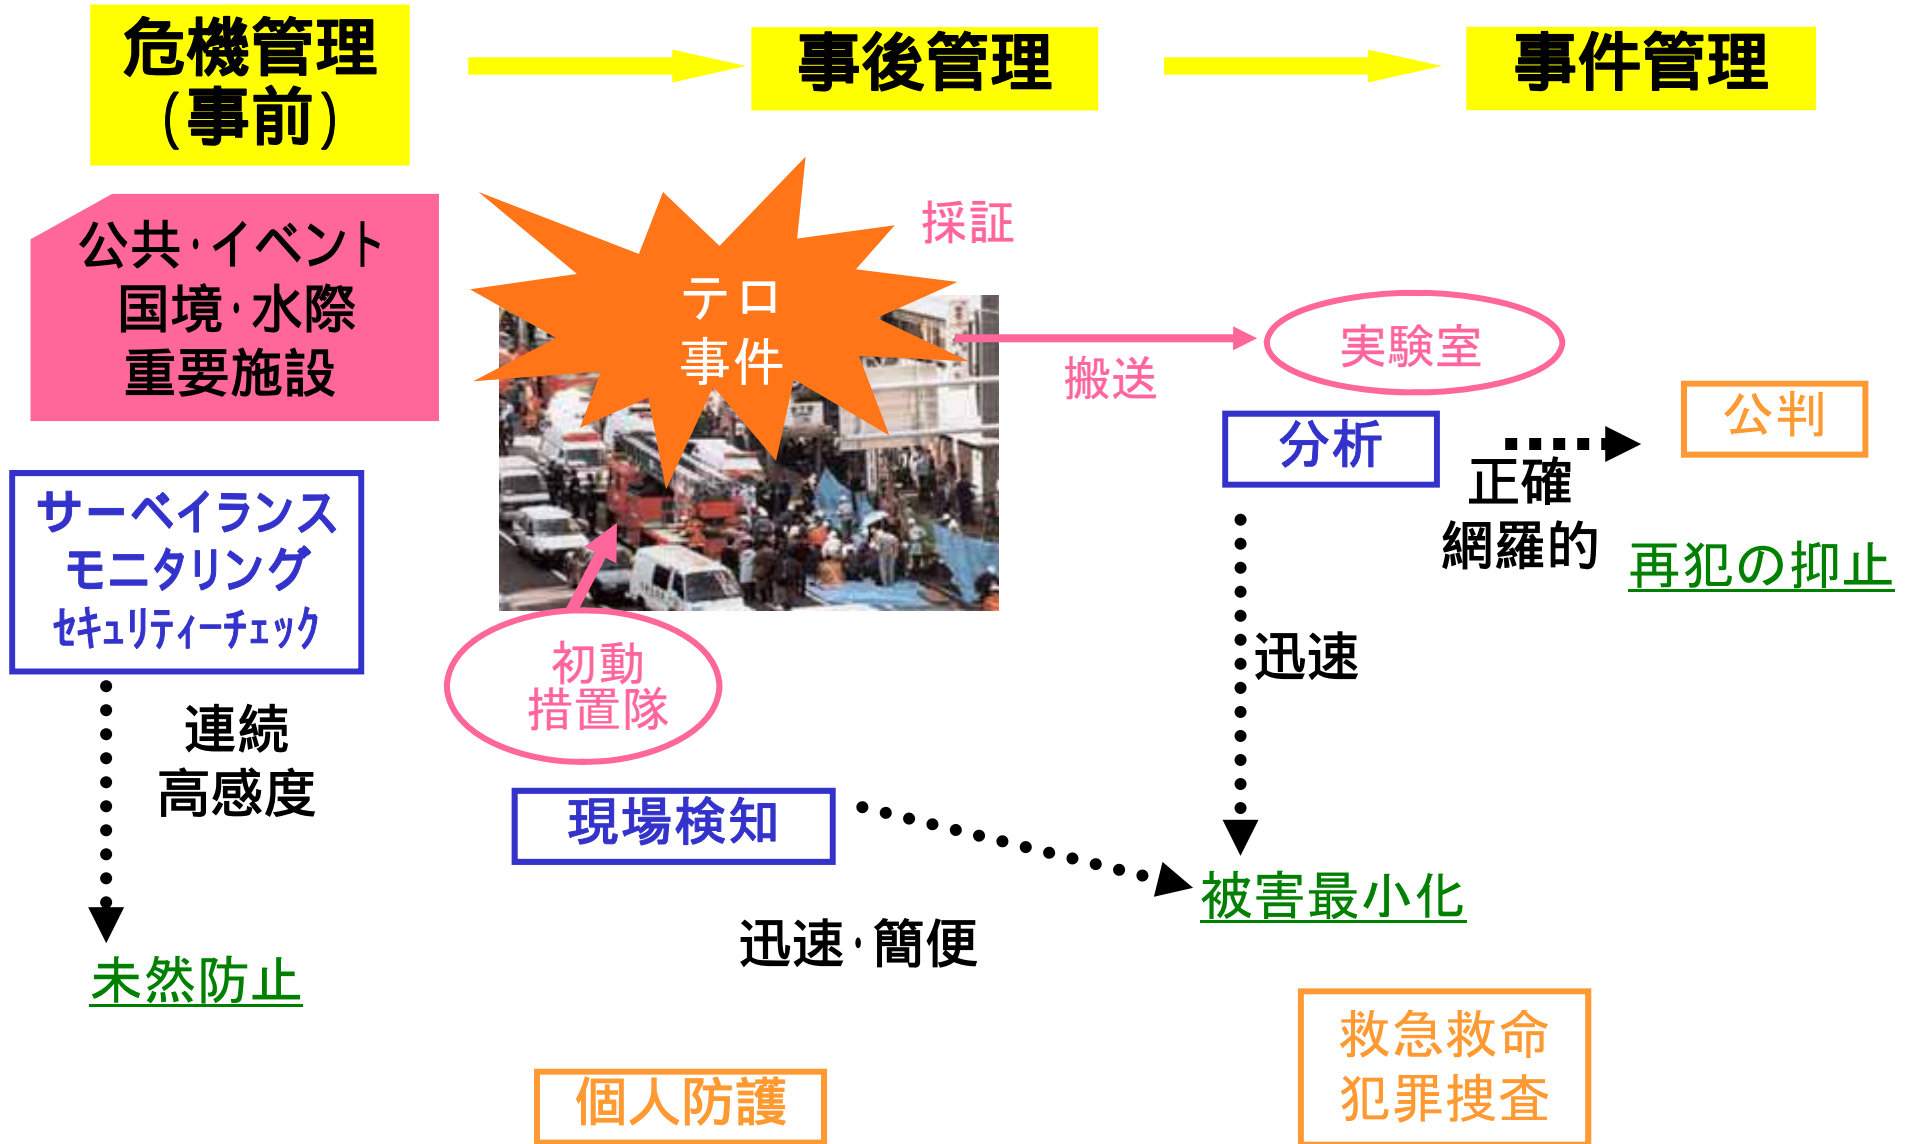 危機管理
(事前)
事後管理
事件管理
公共・イベント
国境・水際
重要施設
テロ
事件
採証
搬送
実験室
公判
分析
正確
網羅的
再犯の抑止
サーベイランス
モニタリング
セキュリティーチェック
迅速
初動
措置隊
連続
高感度
現場検知
被害最小化
迅速・簡便
未然防止
救急救命
犯罪捜査
個人防護